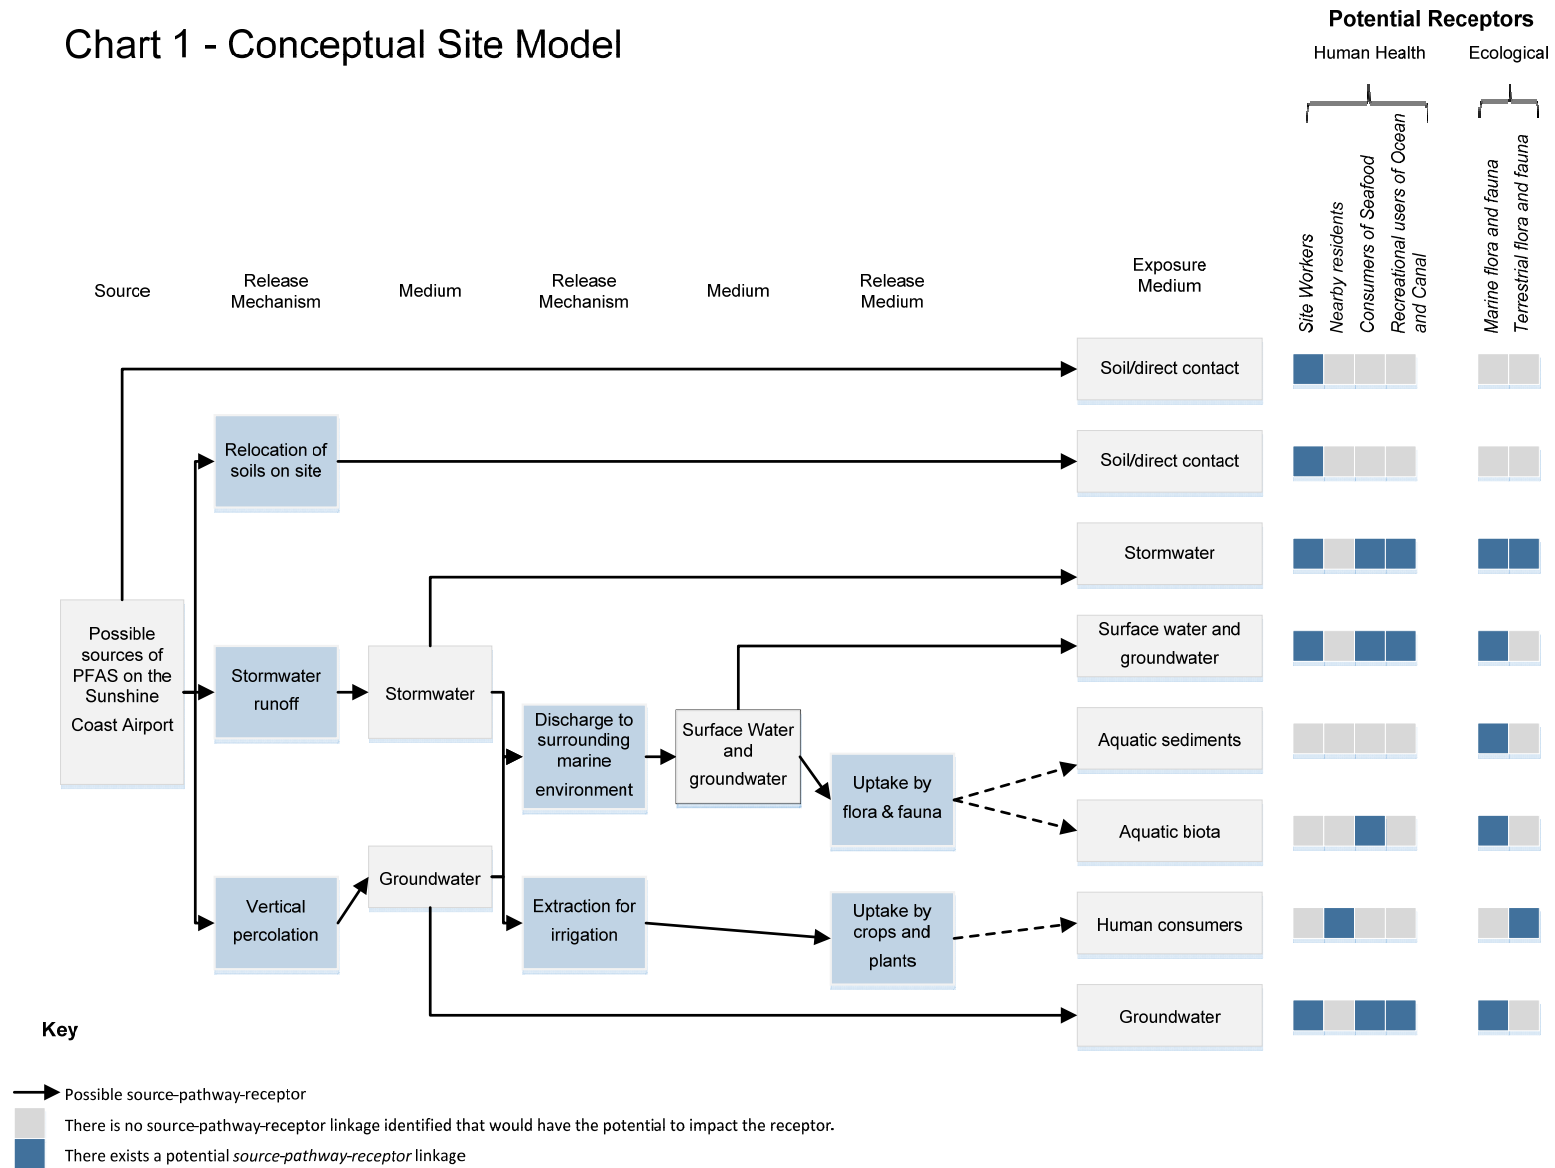 Chart 1 - Conceptual Site Model
Potential Receptors
Human Health
Ecological
Site Workers
Nearby residents
Consumers of Seafood
Recreational users of Ocean
and Canal
Marine flora and fauna
Terrestrial flora and fauna
Source
Release
Mechanism
Medium
Release
Mechanism
Medium
Release
Medium
Exposure
Medium
Soil/direct contact
Relocation of
soils on site
Soil/direct contact
Stormwater
Possible
sources of
PFAS on the
Sunshine
Coast Airport
Stormwater
runoff
Stormwater
Discharge to
surrounding
marine
environment
Surface Water
and
groundwater
Surface water and
groundwater
Uptake by
flora & fauna
Aquatic sediments
Aquatic biota
Vertical
percolation
Groundwater
Extraction for
irrigation
Uptake by
crops and
plants
Human consumers
Groundwater
Key
Possible source-pathway-receptor
There is no source-pathway-receptor linkage identified that would have the potential to impact the receptor.
There exists a potential source-pathway-receptor linkage